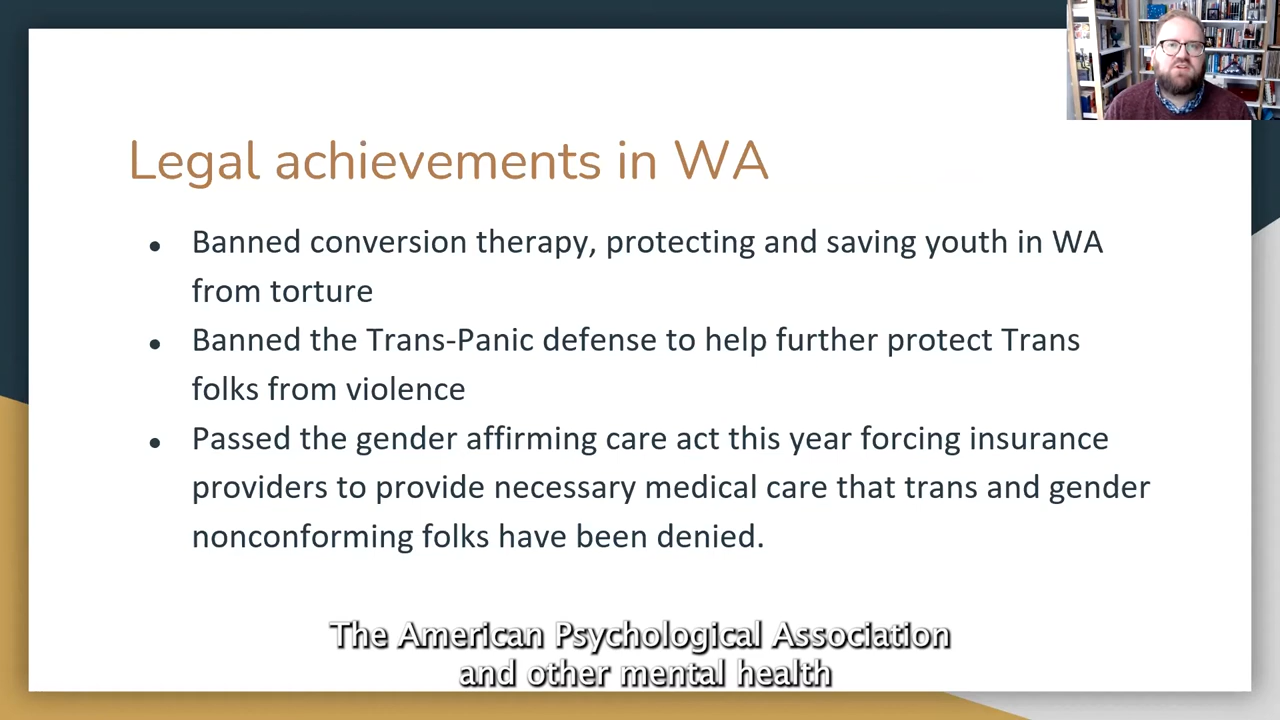 Legal achievements in WA
● Banned conversion therapy, protecting and saving youth in WA
from torture
● Banned the Trans-Panic defense to help further protect Trans
folks from violence
● Passed the gender affirming care act this year forcing insurance
providers to provide necessary medical care that trans and gender
nonconforming folks have been denied.
The American Psychological Association
and other mental health